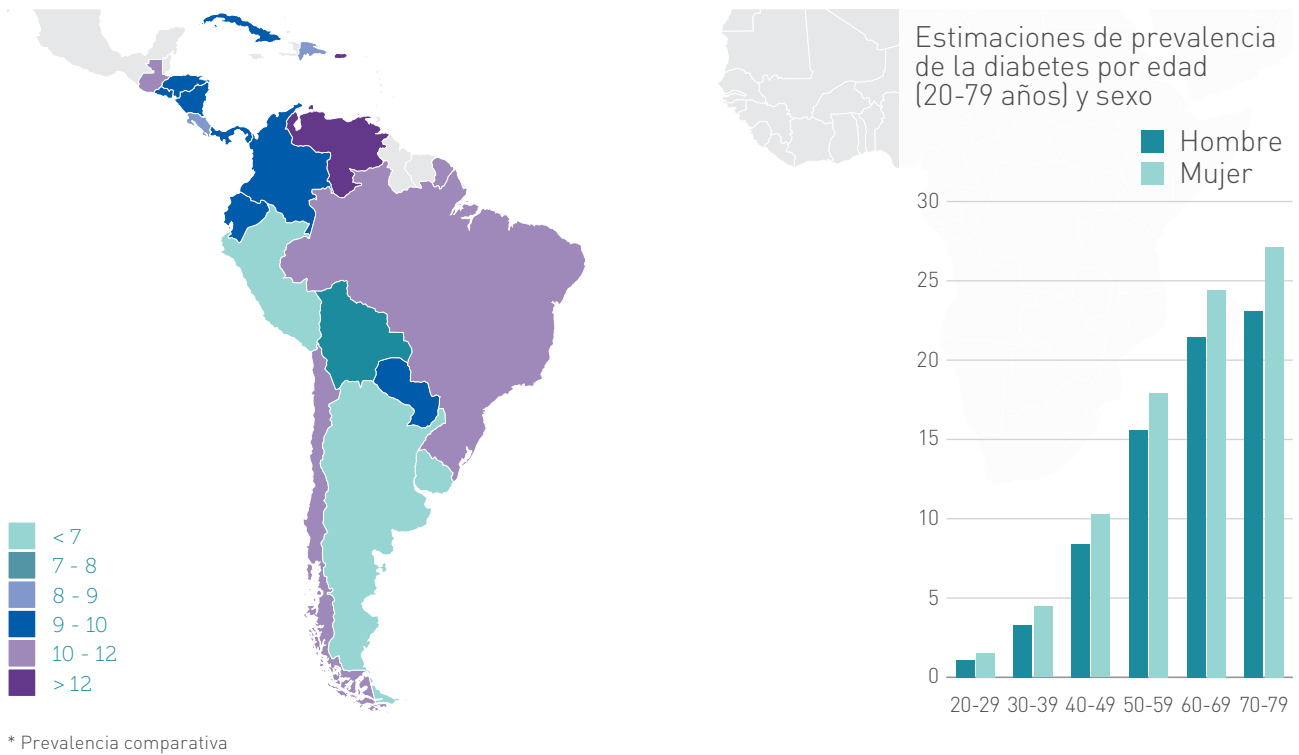 Estimaciones de prevalencia
de la diabetes por edad
(20-79 años) y sexo
Hombre
Mujer
30
25
20
15
10
5
0
20-29 30-39 40-49 50-59 60-69 70-79
< 7
7 - 8
8 - 9
9 - 10
10 - 12
> 12
* Prevalencia comparativa